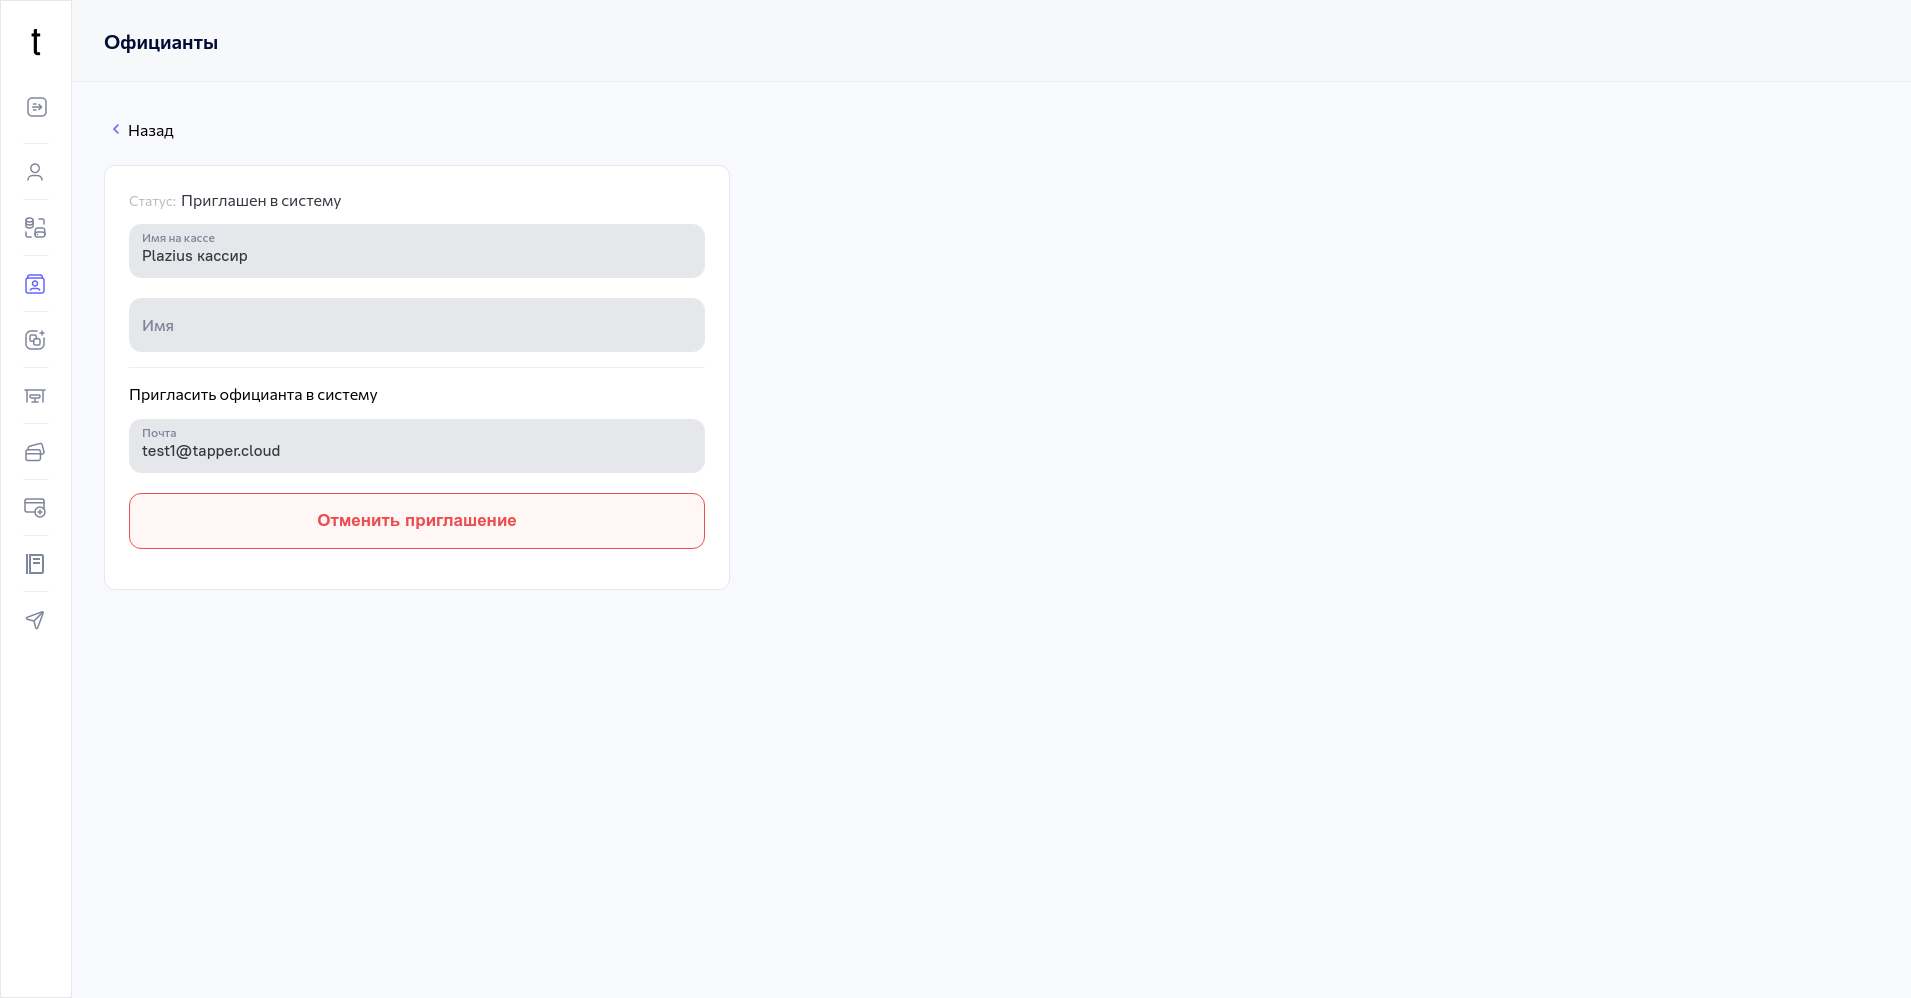 t
Официанты
Назад
Статус: Приглашен в систему
Имя на кассе
Plazius кассир
Имя
Пригласить официанта в систему
Почта
test1@tapper.cloud
Отменить приглашение